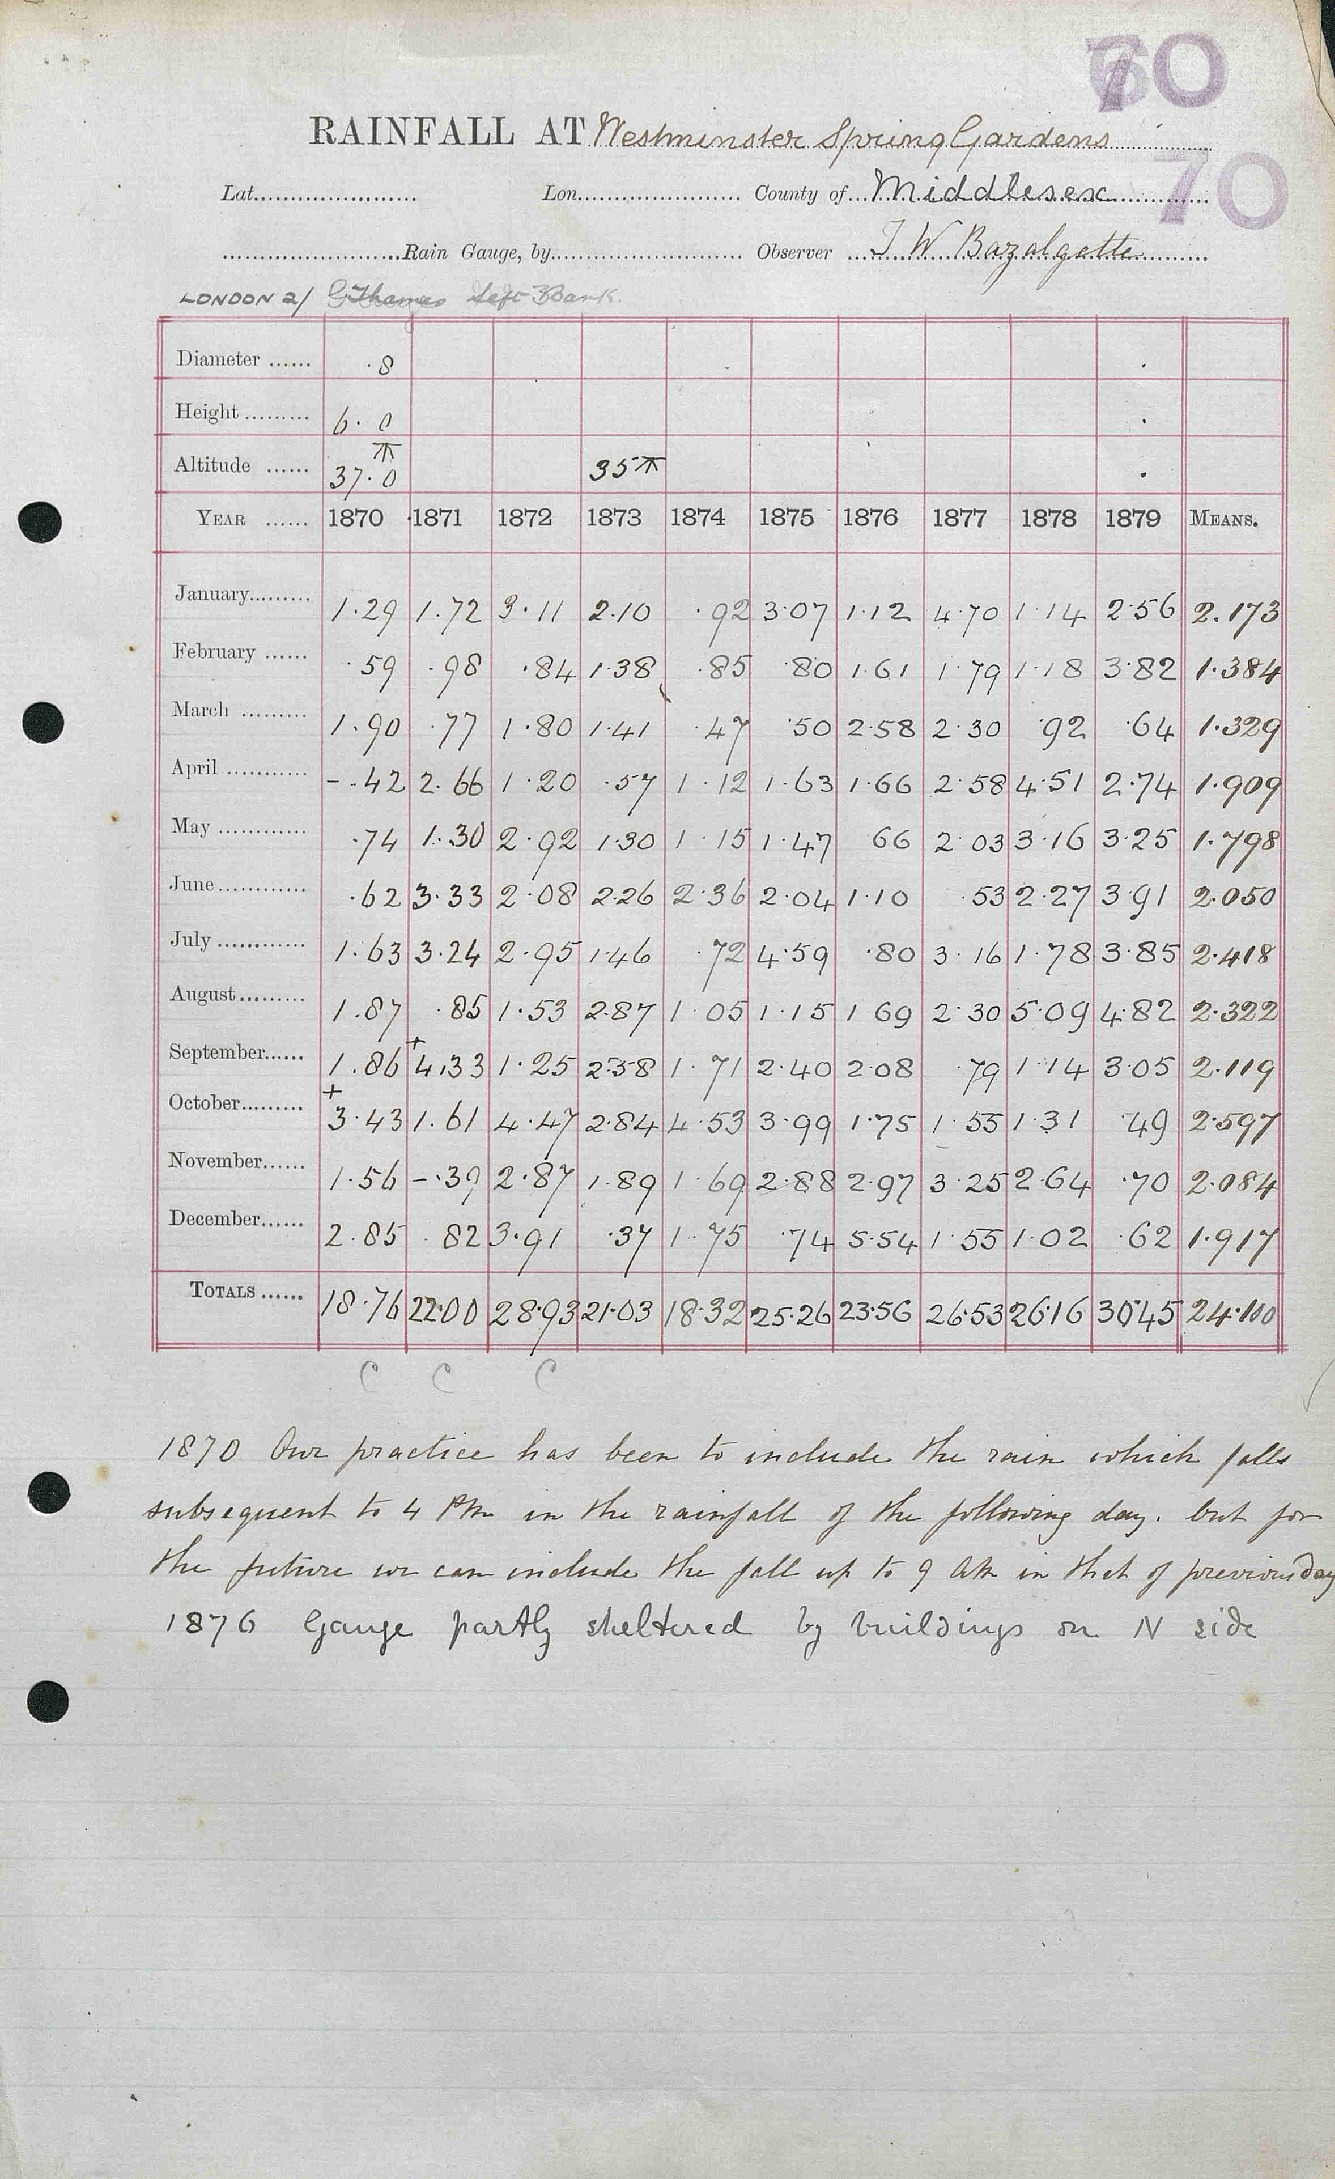 70
RAINFALL AT Westminster Spring Gardens
70
Lat. Lon. County of Middlesex
Rain Gauge, by Observer J W Bazalgette
LONDON 2/ Thames left Bank.
Diameter ...... ·8
Height ......... 6. 0
Altitude ...... 37.0 35
YEAR ...... 1870 1871 1872 1873 1874 1875 1876 1877 1878 1879 MEANS.
January......... 1.29 1.72 3.11 2.10 .92 3.07 1.12 4.70 1.14 2.56 2.173
February ...... .59 .98 .84 1.38 .85 .80 1.61 1.79 1.18 3.82 1.384
March ......... 1.90 .77 1.80 1.41 .47 .50 2.58 2.30 .92 .64 1.329
April ............ -.42 2.66 1.20 .57 1.12 1.63 1.66 2.58 4.51 2.74 1.909
May ............ .74 1.30 2.92 1.30 1.15 1.47 66 2.03 3.16 3.25 1.798
June............ .62 3.33 2.08 2.26 2.36 2.04 1.10 .53 2.27 3.91 2.050
July ............ 1.63 3.24 2.95 1.46 .72 4.59 .80 3.16 1.78 3.85 2.418
August......... 1.87 .85 1.53 2.87 1.05 1.15 1 69 2.30 5.09 4.82 2.322
September...... 1.86 +4.33 1.25 2.38 1.71 2.40 2.08 .79 1.14 3.05 2.119
October......... +3.43 1.61 4.47 2.84 4.53 3.99 1.75 1.55 1.31 .49 2.597
November...... 1.56 -.39 2.87 1.89 1.69 2.88 2.97 3.25 2.64 .70 2.084
December...... 2.85 .82 3.91 .37 1.75 .74 5.54 1.55 1.02 .62 1.917
TOTALS ...... 18.76 22.00 28.93 21.03 18.32 25.26 23.56 26.53 26.16 30.45 24.100
C C C
1870 Our practice has been to include the rain which falls
subsequent to 4 PM in the rainfall of the following day. but for
the future we can include the fall up to 9 AM in that of previous day
1876 Gauge partly sheltered by buildings on N side